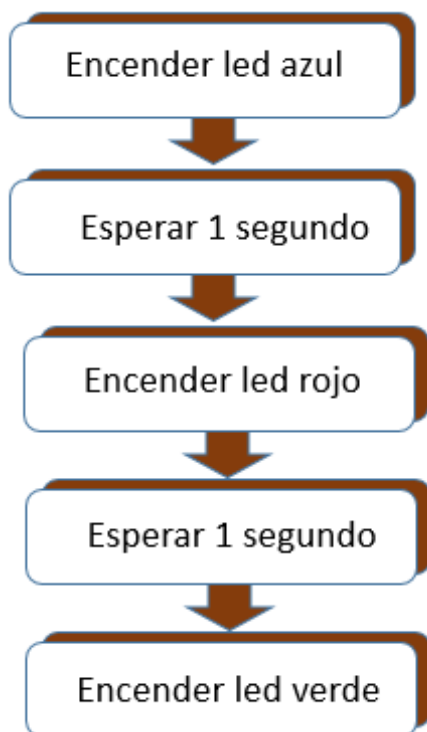 Encender led azul
Esperar 1 segundo
Encender led rojo
Esperar 1 segundo
Encender led verde